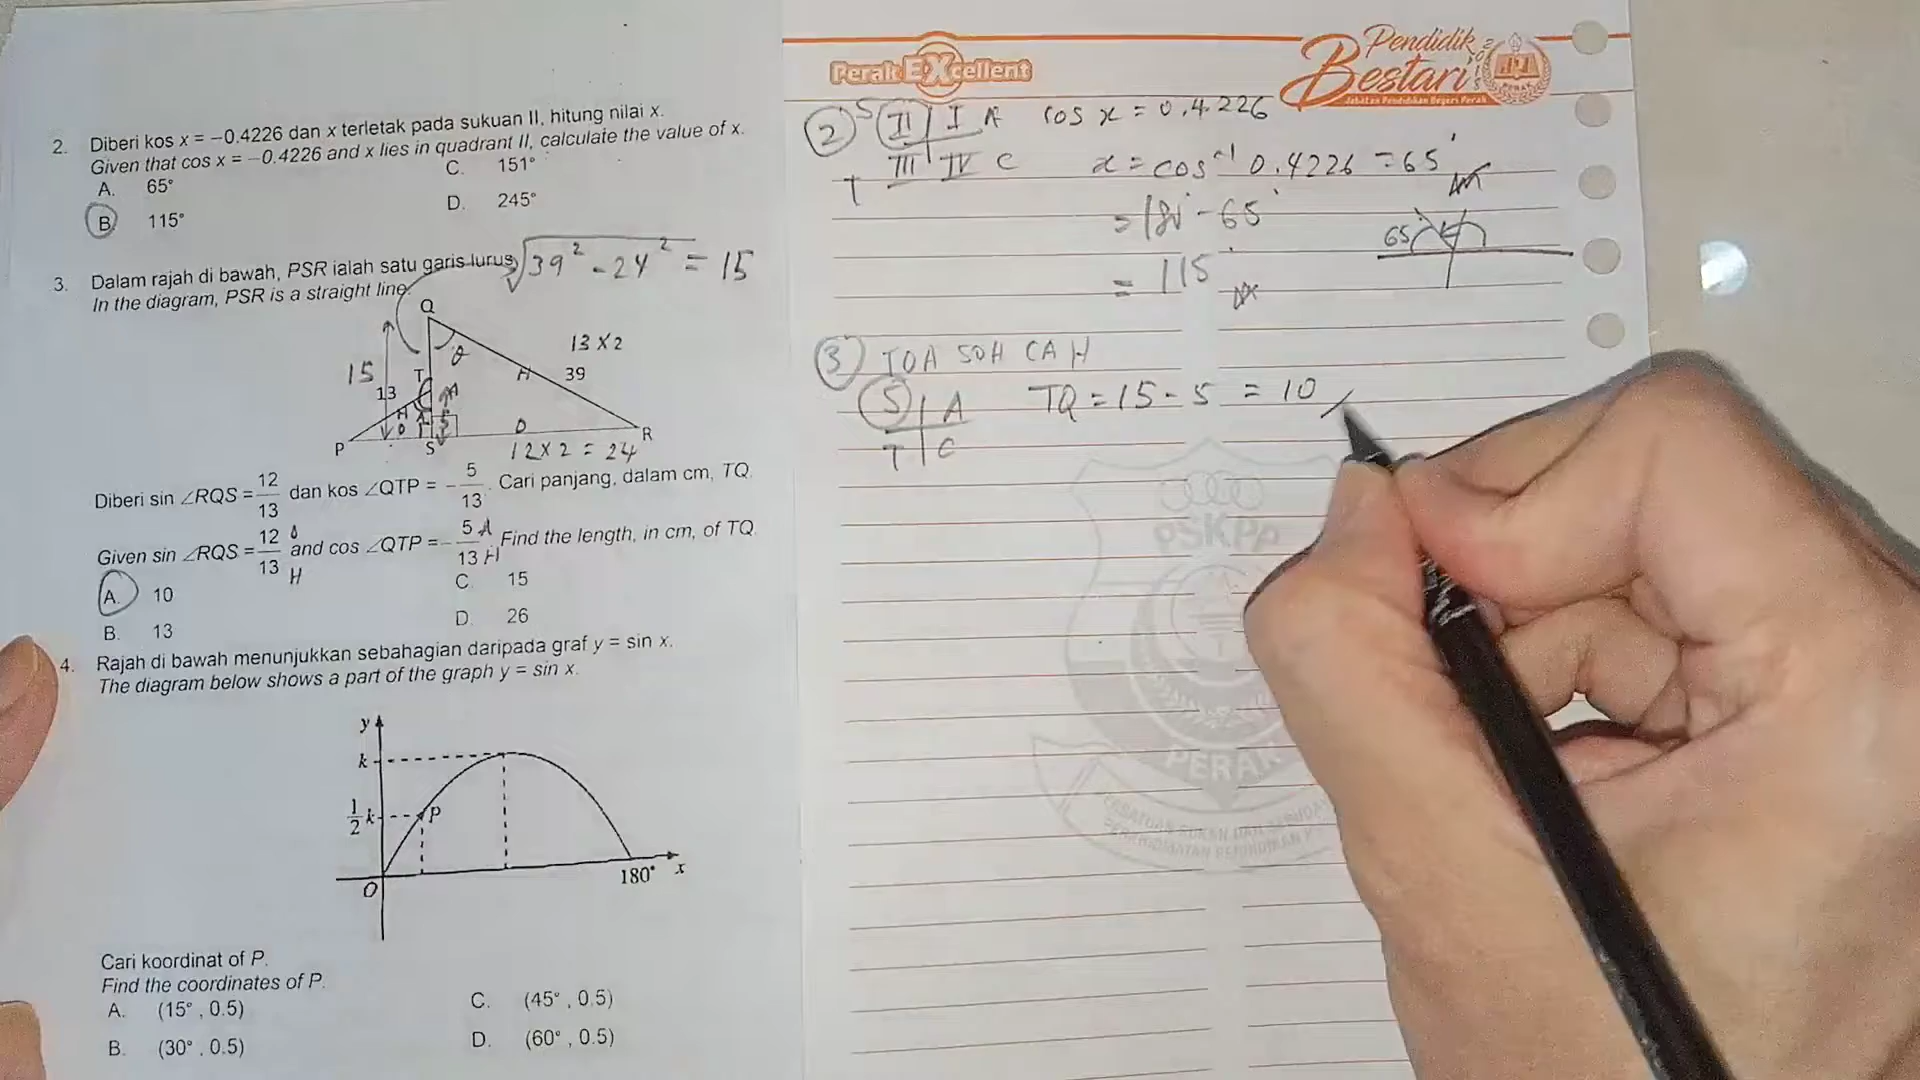 2. Diberi kos x = −0.4226 dan x terletak pada sukuan II, hitung nilai x.
Given that cos x = −0.4226 and x lies in quadrant II, calculate the value of x.
A. 65° C. 151°
B. 115° D. 245°
3. Dalam rajah di bawah, PSR ialah satu garis lurus. √39² - 24² = 15
In the diagram, PSR is a straight line.
Q
θ
13 x 2
15 T H 39
13 A
H A
O 5 O
P S R
12 x 2 = 24
Diberi sin ∠RQS = 12/13 dan kos ∠QTP = −5/13. Cari panjang, dalam cm, TQ.
Given sin ∠RQS = 12/13 O/H and cos ∠QTP = −5/13 A/H. Find the length, in cm, of TQ.
A. 10 C. 15
B. 13 D. 26
4. Rajah di bawah menunjukkan sebahagian daripada graf y = sin x.
The diagram below shows a part of the graph y = sin x.
y
k
1/2 k P
O 180° x
Cari koordinat of P.
Find the coordinates of P.
A. (15° , 0.5) C. (45° , 0.5)
B. (30° , 0.5) D. (60° , 0.5)
Perak EXcellent
Pendidik
Bestari
2015
Jabatan Pendidikan Negeri Perak
2 S II I A cos x = 0.4226
T III IV C x = cos⁻¹ 0.4226 = 65°
= 180° - 65°
65°
= 115°
3 TOA SOH CAH
S A TQ = 15 - 5 = 10
T C
PSKPP
PERAK